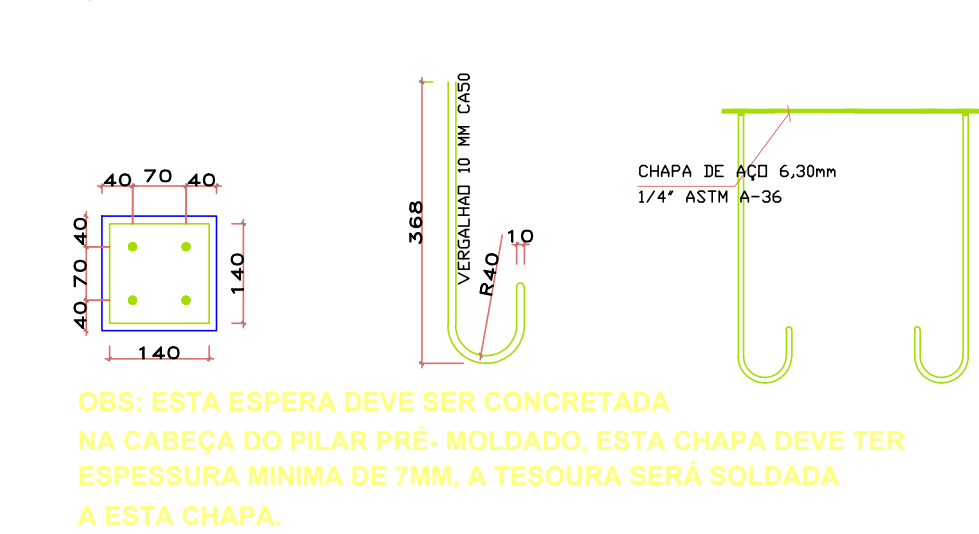 40 70 40
40
70
40
140
140
368
VERGALHAO 10 MM CA50
R40
10
CHAPA DE AÇO 6,30mm
1/4" ASTM A-36
OBS: ESTA ESPERA DEVE SER CONCRETADA
NA CABEÇA DO PILAR PRÉ- MOLDADO, ESTA CHAPA DEVE TER
ESPESSURA MINIMA DE 7MM, A TESOURA SERÁ SOLDADA
A ESTA CHAPA.